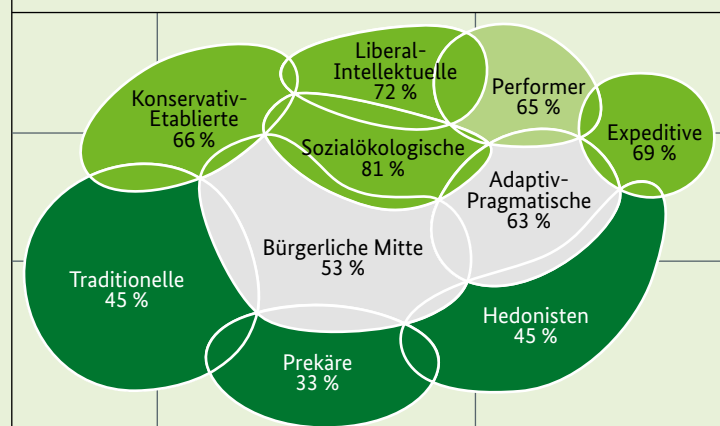 Liberal-
Intellektuelle
72 %
Performer
65 %
Konservativ-
Etablierte
66 %
Expeditive
69 %
Sozialökologische
81 %
Adaptiv-
Pragmatische
63 %
Bürgerliche Mitte
53 %
Traditionelle
45 %
Hedonisten
45 %
Prekäre
33 %